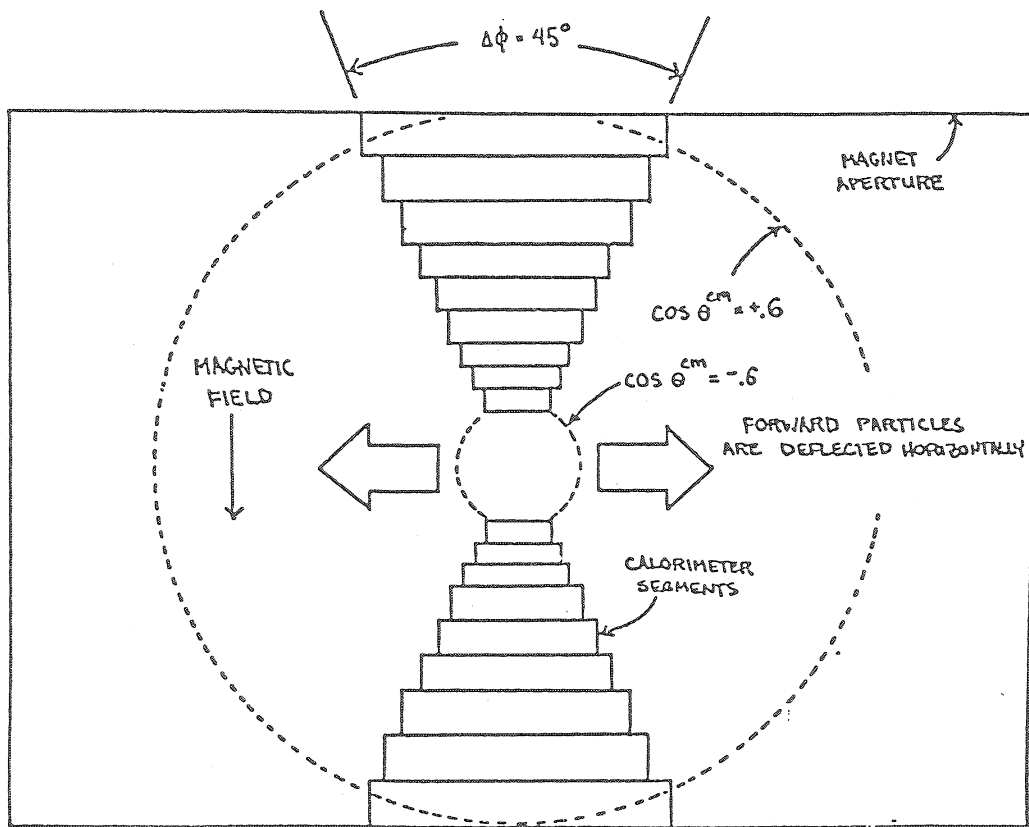 Δϕ = 45°
MAGNET
APERTURE
COS θ^cm = +.6
MAGNETIC
FIELD
COS θ^cm = -.6
FORWARD PARTICLES
ARE DEFLECTED HORIZONTALLY
CALORIMETER
SEGMENTS